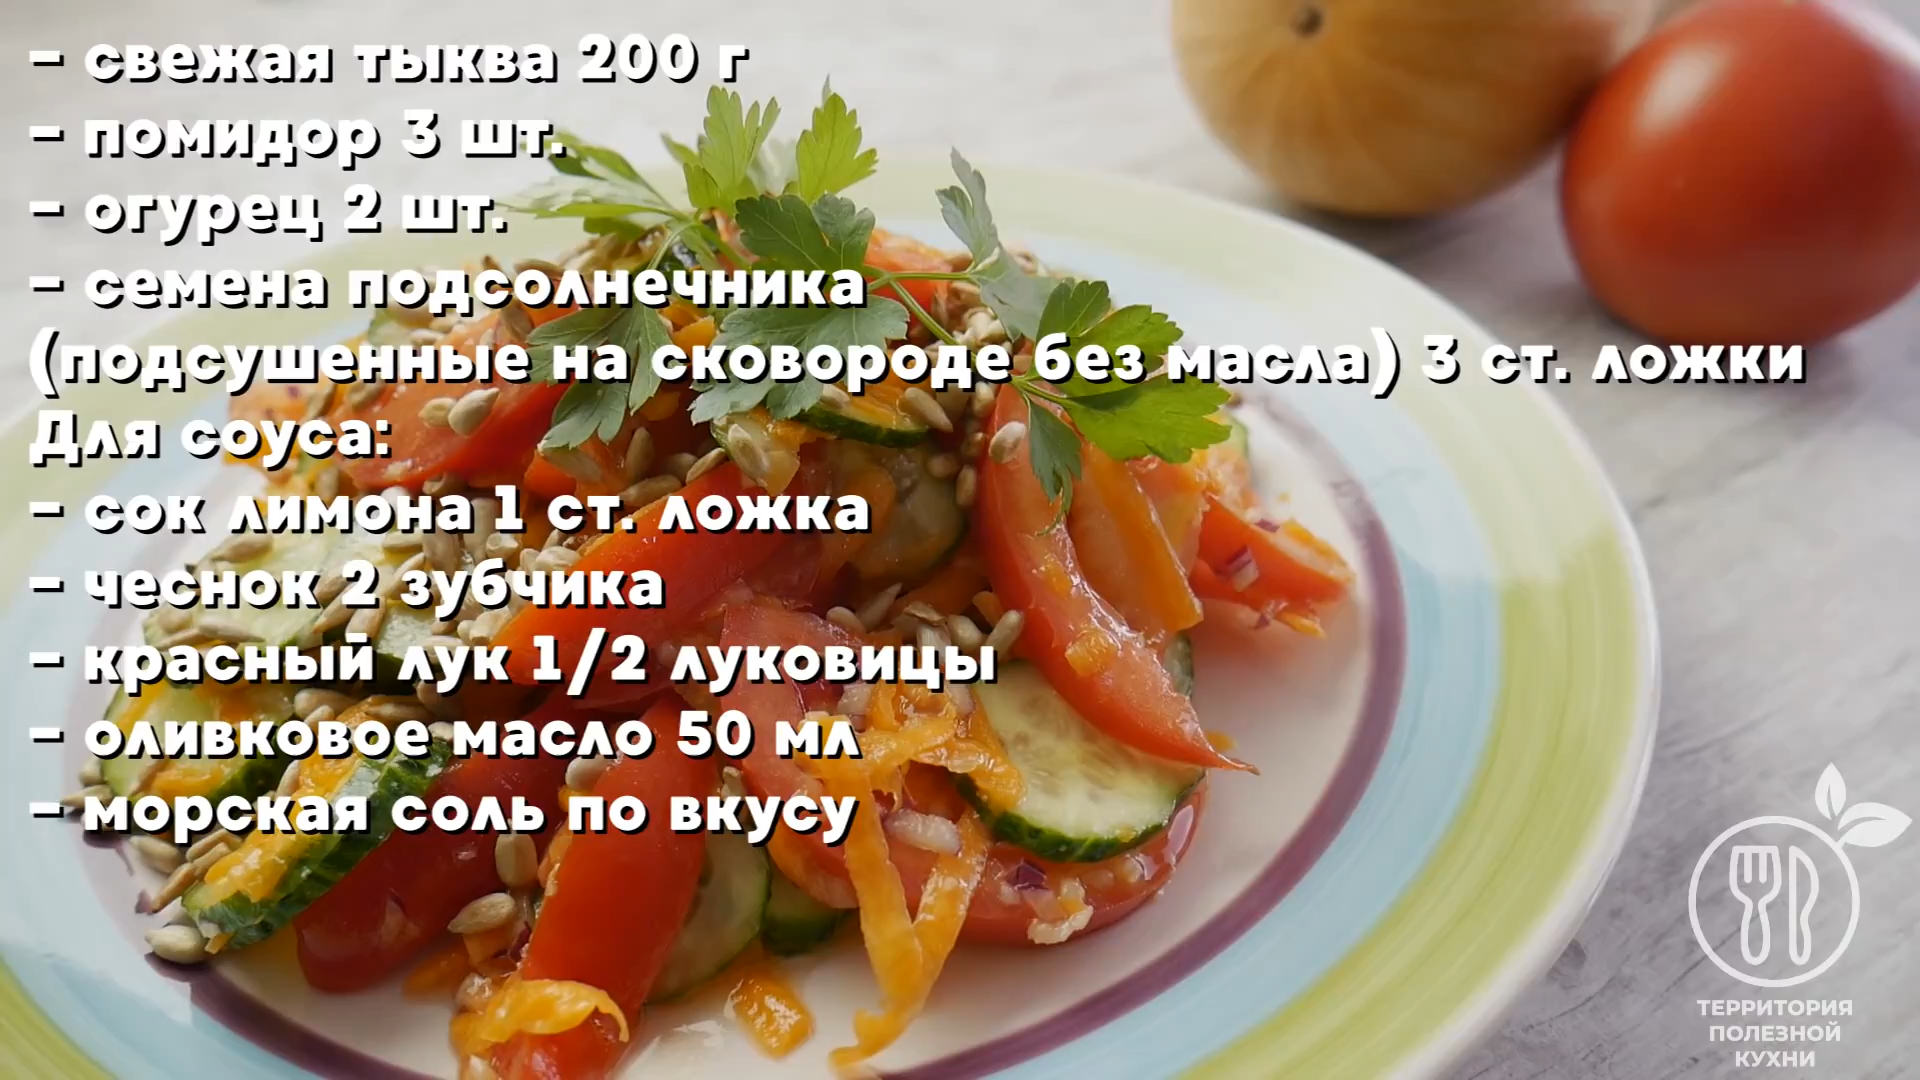 - свежая тыква 200 г
- помидор 3 шт.
- огурец 2 шт.
- семена подсолнечника
(подсушенные на сковороде без масла) 3 ст. ложки
Для соуса:
- сок лимона 1 ст. ложка
- чеснок 2 зубчика
- красный лук 1/2 луковицы
- оливковое масло 50 мл
- морская соль по вкусу
ТЕРРИТОРИЯ
ПОЛЕЗНОЙ
КУХНИ